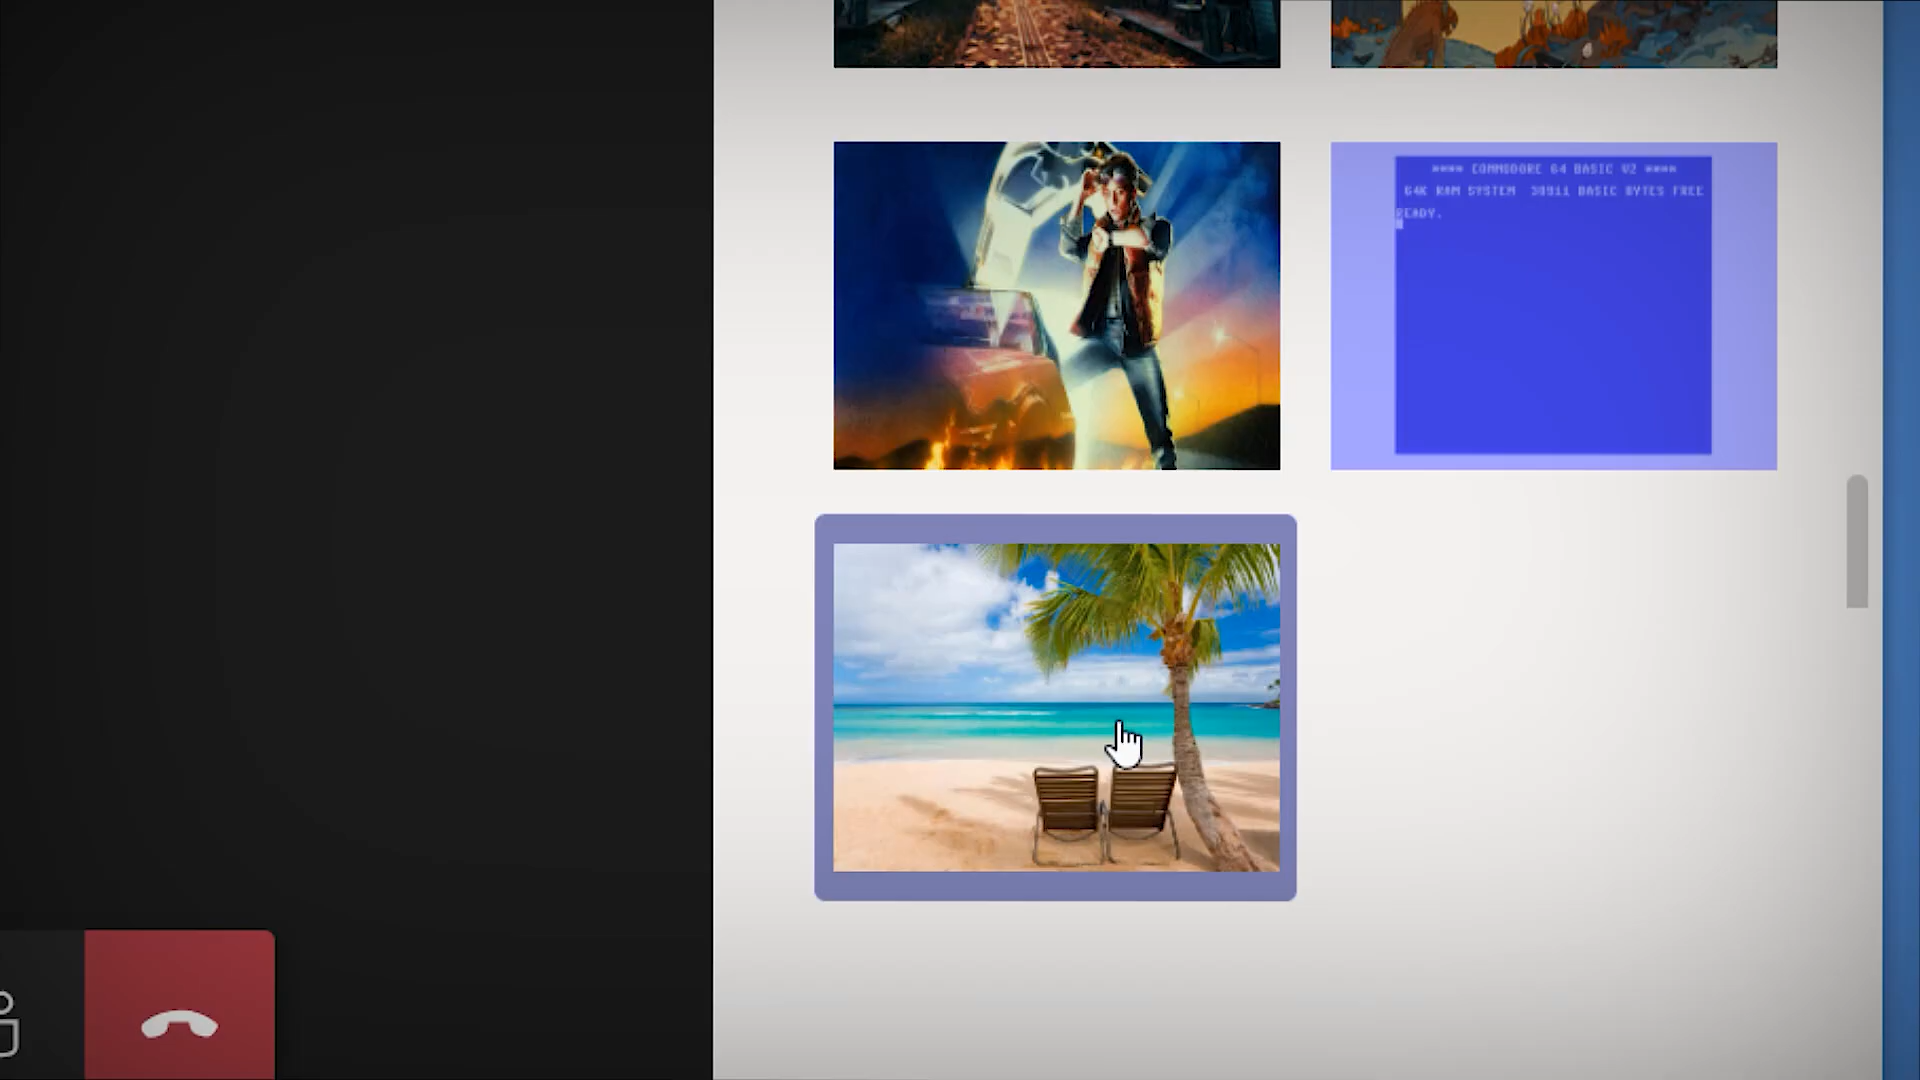 **** COMMODORE 64 BASIC V2 ****
64K RAM SYSTEM 38911 BASIC BYTES FREE
READY.